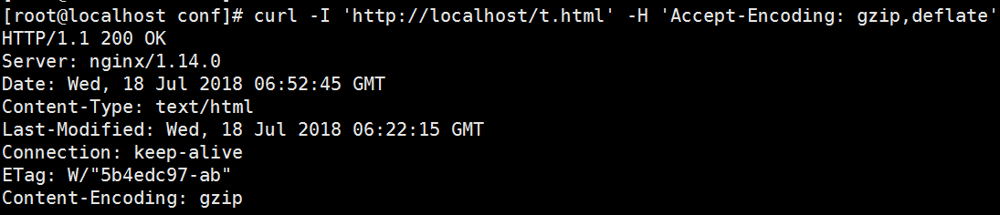 [root@localhost conf]# curl -I 'http://localhost/t.html' -H 'Accept-Encoding: gzip,deflate'
HTTP/1.1 200 OK
Server: nginx/1.14.0
Date: Wed, 18 Jul 2018 06:52:45 GMT
Content-Type: text/html
Last-Modified: Wed, 18 Jul 2018 06:22:15 GMT
Connection: keep-alive
ETag: W/"5b4edc97-ab"
Content-Encoding: gzip